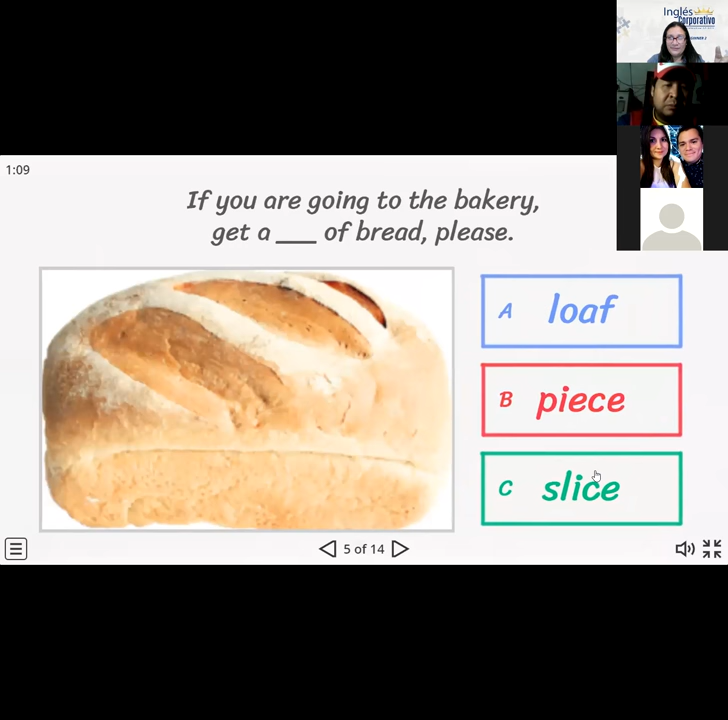 Inglés
Corporativo
1:09
If you are going to the bakery,
get a ___ of bread, please.
A loaf
B piece
C slice
5 of 14